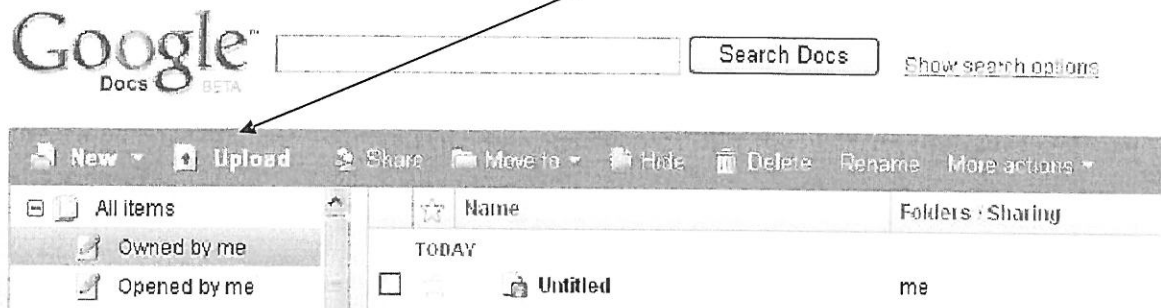 Google™
Docs BETA
Search Docs
Show search options
New Upload Share Move to Hide Delete Rename More actions
All items
Name Folders / Sharing
Owned by me
TODAY
Opened by me
Untitled me